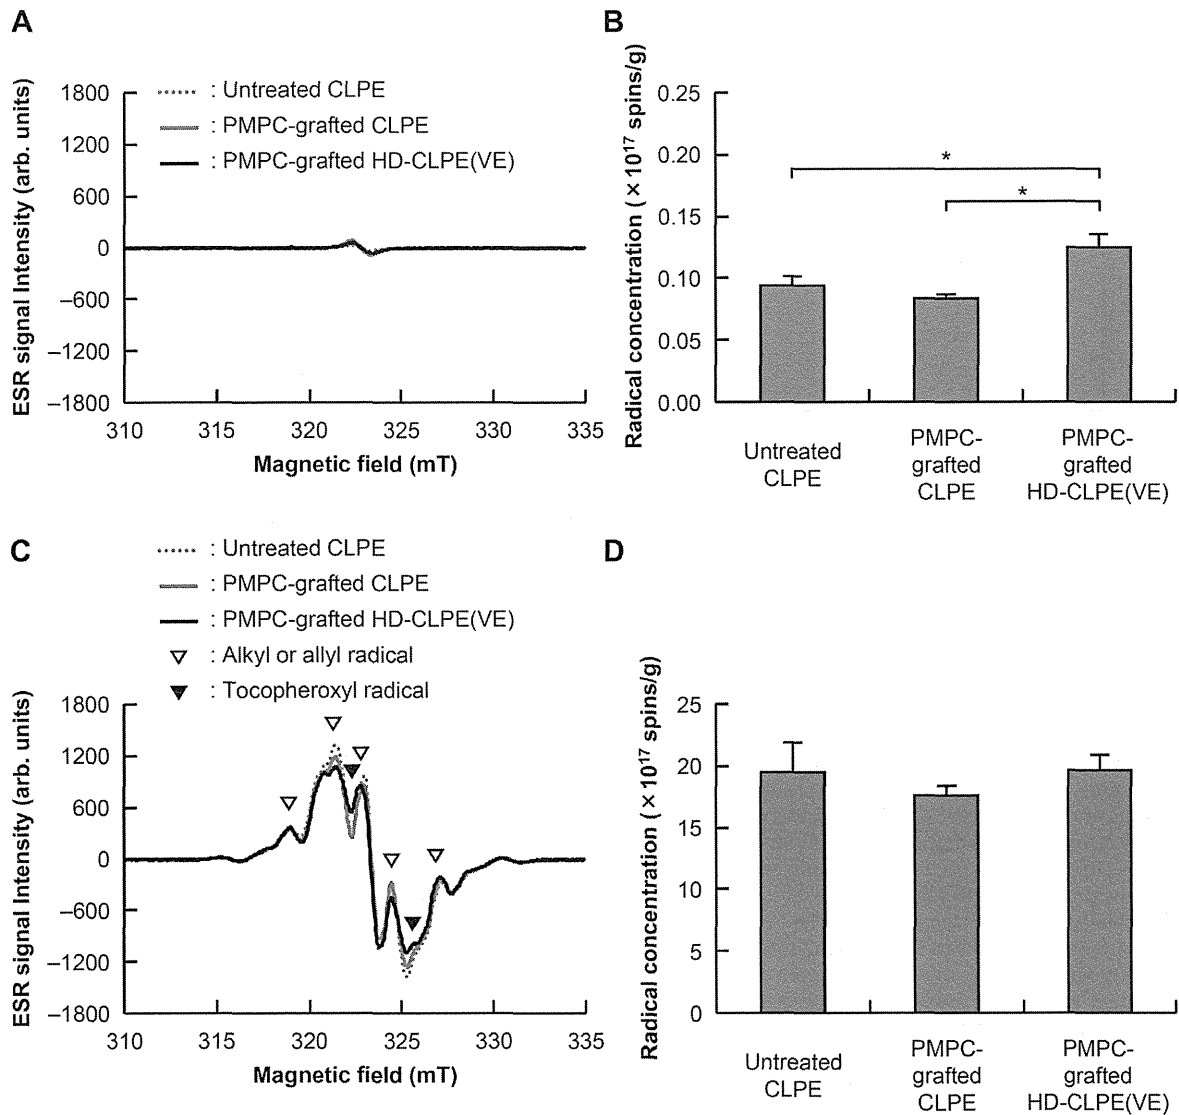 A
: Untreated CLPE
: PMPC-grafted CLPE
: PMPC-grafted HD-CLPE(VE)
ESR signal Intensity (arb. units)
1800
1200
600
0
–600
–1200
–1800
310 315 320 325 330 335
Magnetic field (mT)
B
Radical concentration (×10¹⁷ spins/g)
0.25
0.20
0.15
0.10
0.05
0.00
*
*
Untreated
CLPE
PMPC-
grafted
CLPE
PMPC-
grafted
HD-CLPE(VE)
C
: Untreated CLPE
: PMPC-grafted CLPE
: PMPC-grafted HD-CLPE(VE)
: Alkyl or allyl radical
: Tocopheroxyl radical
ESR signal Intensity (arb. units)
1800
1200
600
0
–600
–1200
–1800
310 315 320 325 330 335
Magnetic field (mT)
D
Radical concentration (×10¹⁷ spins/g)
25
20
15
10
5
0
Untreated
CLPE
PMPC-
grafted
CLPE
PMPC-
grafted
HD-CLPE(VE)